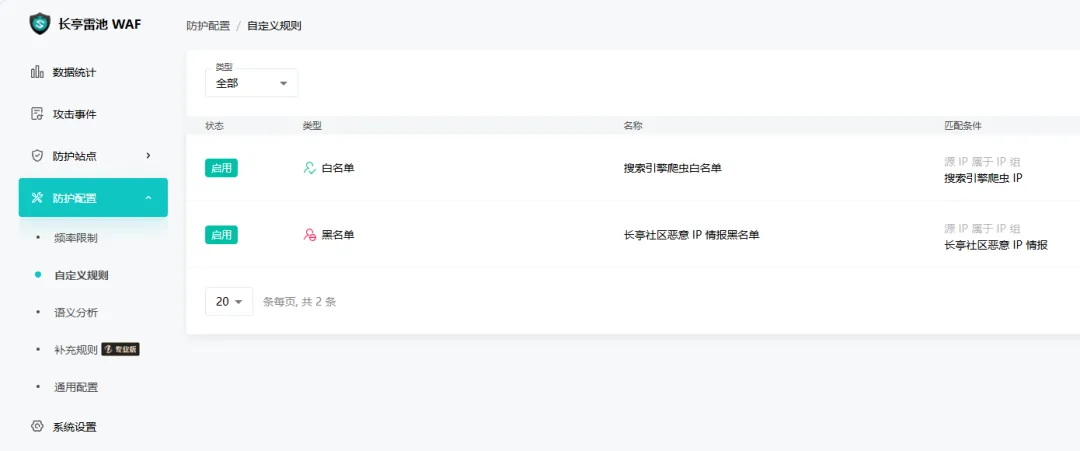 长亭雷池 WAF
防护配置 / 自定义规则
数据统计
攻击事件
防护站点
防护配置
频率限制
自定义规则
语义分析
补充规则 专业版
通用配置
系统设置
类型
全部
状态 类型 名称 匹配条件
启用 白名单 搜索引擎爬虫白名单 源 IP 属于 IP 组
搜索引擎爬虫 IP
启用 黑名单 长亭社区恶意 IP 情报黑名单 源 IP 属于 IP 组
长亭社区恶意 IP 情报
20 条每页, 共 2 条